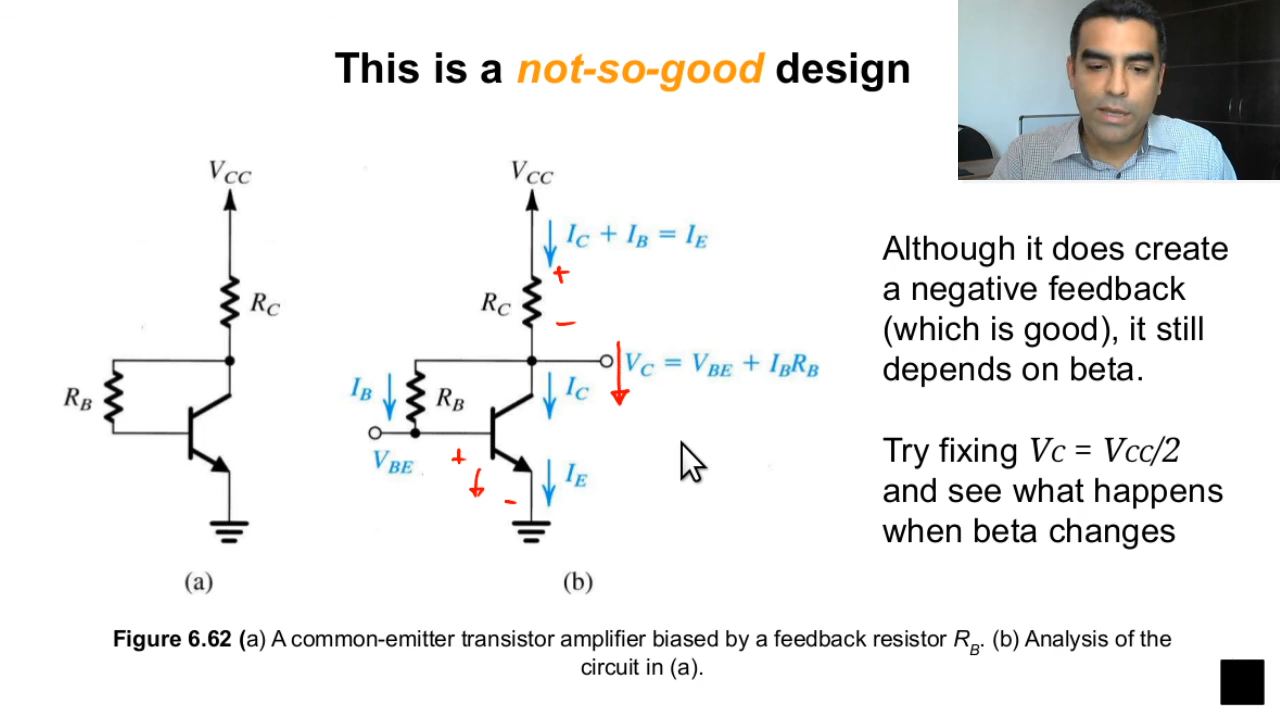 This is a not-so-good design
VCC
RC
RB
(a)
VCC
IC + IB = IE
+
RC
−
VC = VBE + IBRB
IB
RB
IC
VBE
+
−
IE
(b)
Although it does create
a negative feedback
(which is good), it still
depends on beta.
Try fixing VC = VCC/2
and see what happens
when beta changes
Figure 6.62 (a) A common-emitter transistor amplifier biased by a feedback resistor RB. (b) Analysis of the
circuit in (a).